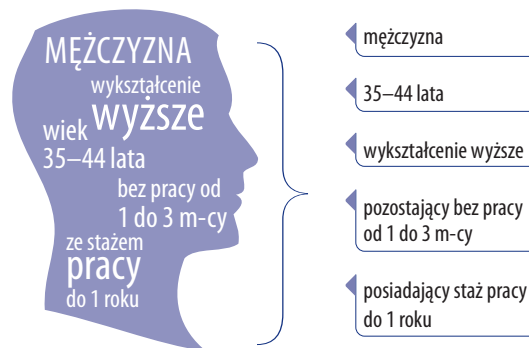 MĘŻCZYZNA
wykształcenie
wyższe
wiek
35–44 lata
bez pracy od
1 do 3 m-cy
ze stażem
pracy
do 1 roku
mężczyzna
35–44 lata
wykształcenie wyższe
pozostający bez pracy
od 1 do 3 m-cy
posiadający staż pracy
do 1 roku